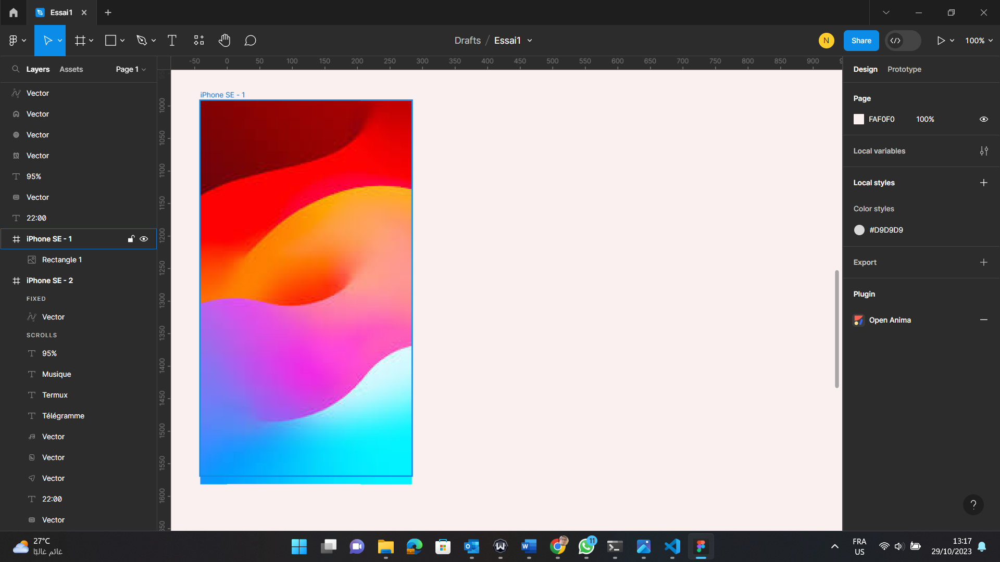 Essai1
Drafts / Essai1
N
Share
100%
Layers
Assets
Page 1
Vector
Vector
Vector
Vector
95%
Vector
22:00
iPhone SE - 1
Rectangle 1
iPhone SE - 2
FIXED
Vector
SCROLLS
95%
Musique
Termux
Télégramme
Vector
Vector
Vector
22:00
Vector
-50 0 50 100 150 200 250 300 350 400 450 500 550 600 650 700 750 800 850 900
1000
1050
1100
1150
1200
1250
1300
1350
1400
1450
1500
1550
1600
iPhone SE - 1
Design
Prototype
Page
FAF0F0 100%
Local variables
Local styles
Color styles
#D9D9D9
Export
Plugin
Open Anima
?
27°C
غائم غالبًا
11
FRA
US
13:17
29/10/2023